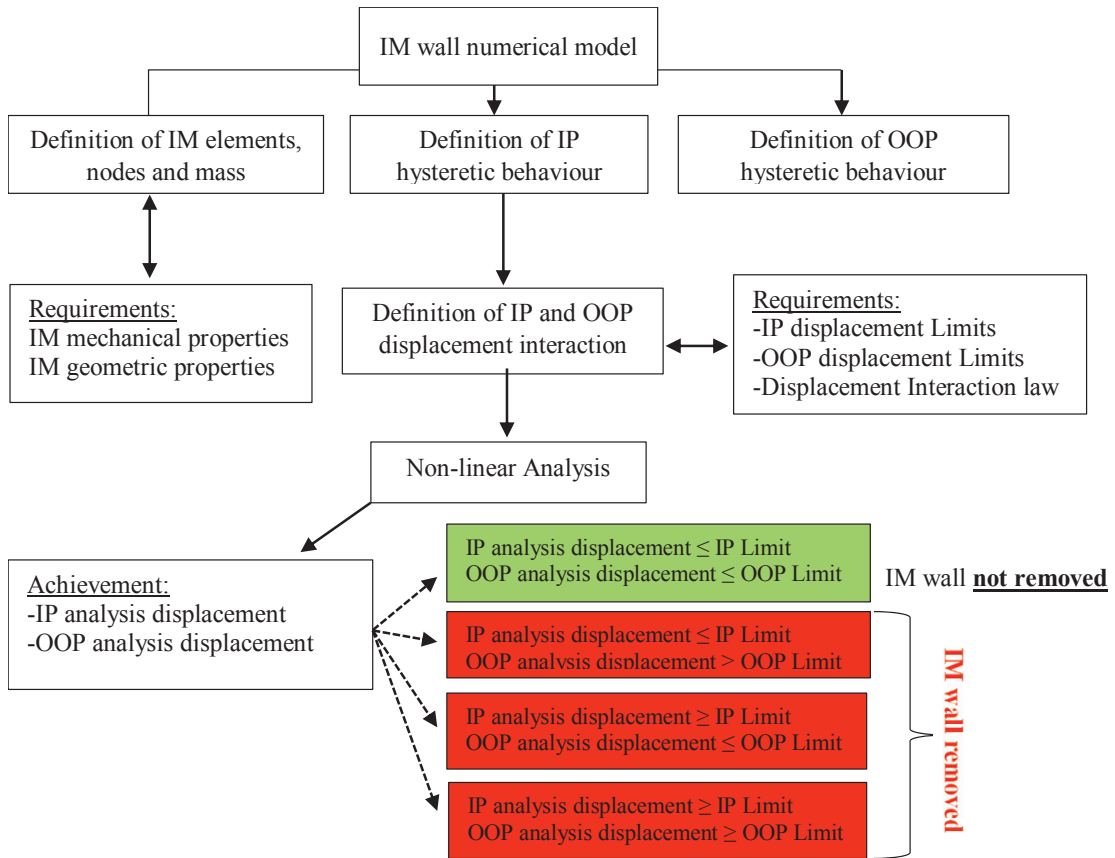 IM wall numerical model
Definition of IM elements,
nodes and mass
Definition of IP
hysteretic behaviour
Definition of OOP
hysteretic behaviour
Requirements:
IM mechanical properties
IM geometric properties
Definition of IP and OOP
displacement interaction
Requirements:
-IP displacement Limits
-OOP displacement Limits
-Displacement Interaction law
Non-linear Analysis
Achievement:
-IP analysis displacement
-OOP analysis displacement
IP analysis displacement ≤ IP Limit
OOP analysis displacement ≤ OOP Limit
IM wall not removed
IP analysis displacement ≤ IP Limit
OOP analysis displacement > OOP Limit
IP analysis displacement ≥ IP Limit
OOP analysis displacement ≤ OOP Limit
IP analysis displacement ≥ IP Limit
OOP analysis displacement ≥ OOP Limit
IM wall removed